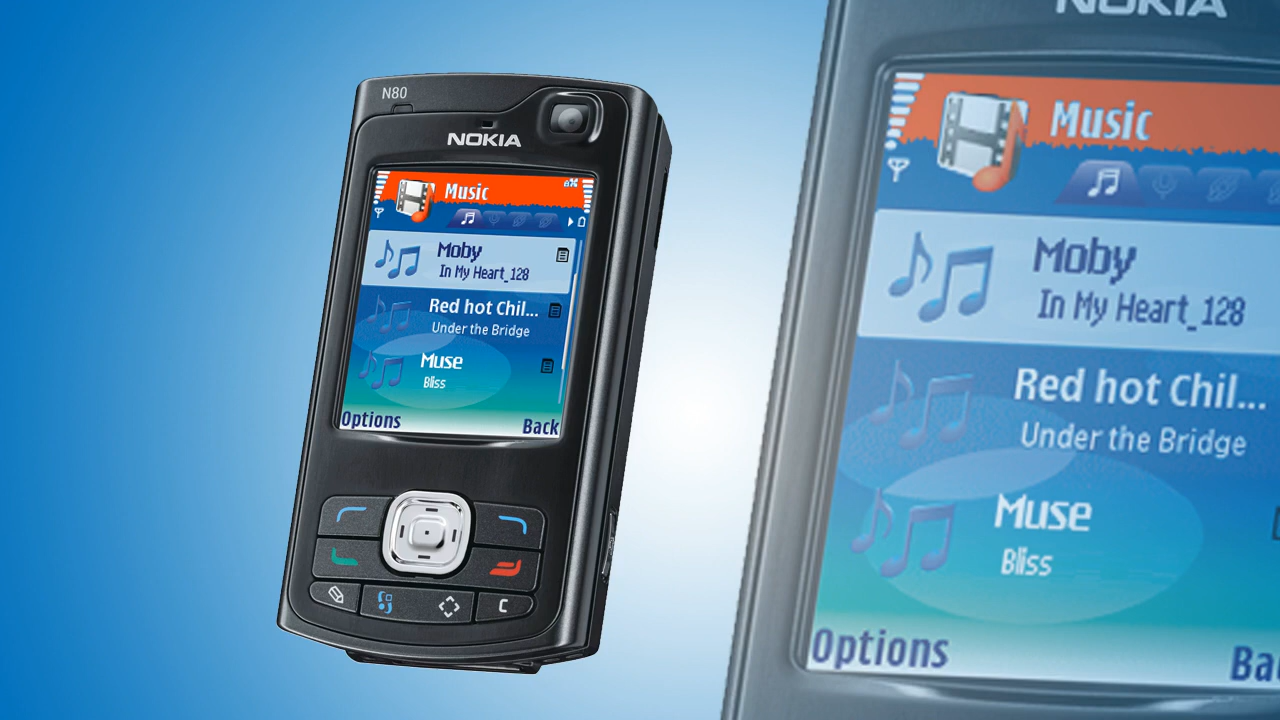 N80
NOKIA
Music
Moby
In My Heart_128
Red hot Chil...
Under the Bridge
Muse
Bliss
Options
Back
C
NOKIA
Music
Moby
In My Heart_128
Red hot Chil...
Under the Bridge
Muse
Bliss
Options
Ba